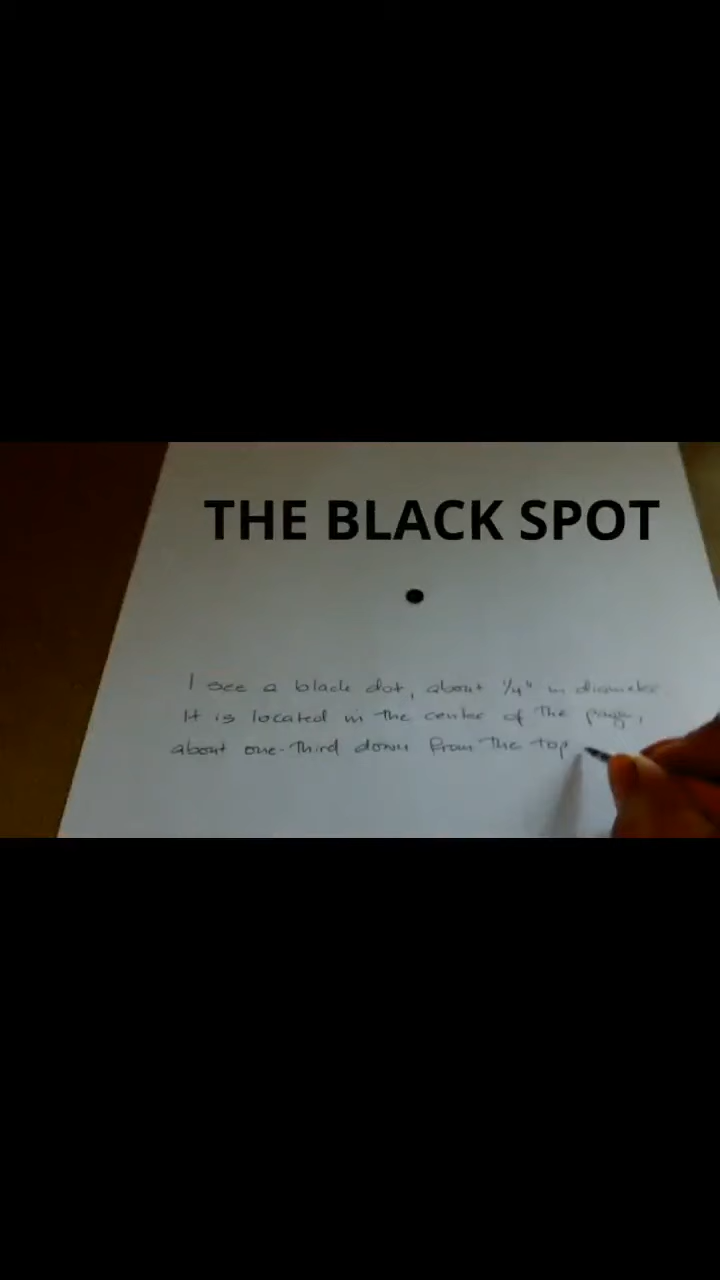 THE BLACK SPOT
I see a black dot, about 1/4" in diameter.
It is located in the center of the page,
about one-third down from the top